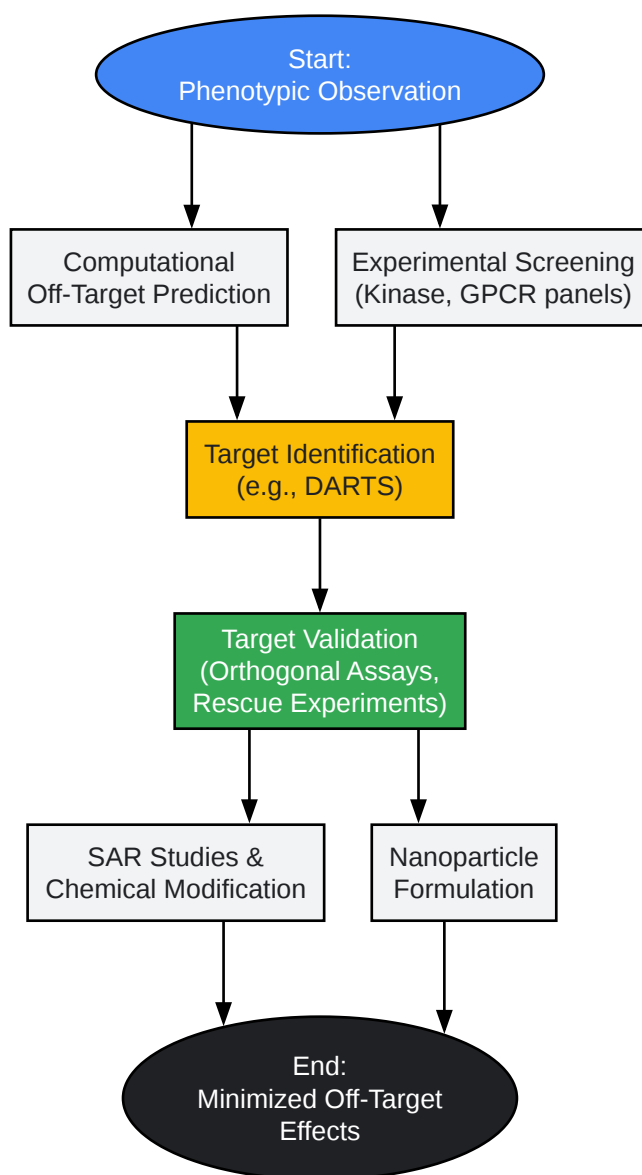 Start:
Phenotypic Observation
Computational
Off-Target Prediction
Experimental Screening
(Kinase, GPCR panels)
Target Identification
(e.g., DARTS)
Target Validation
(Orthogonal Assays,
Rescue Experiments)
SAR Studies &
Chemical Modification
Nanoparticle
Formulation
End:
Minimized Off-Target
Effects